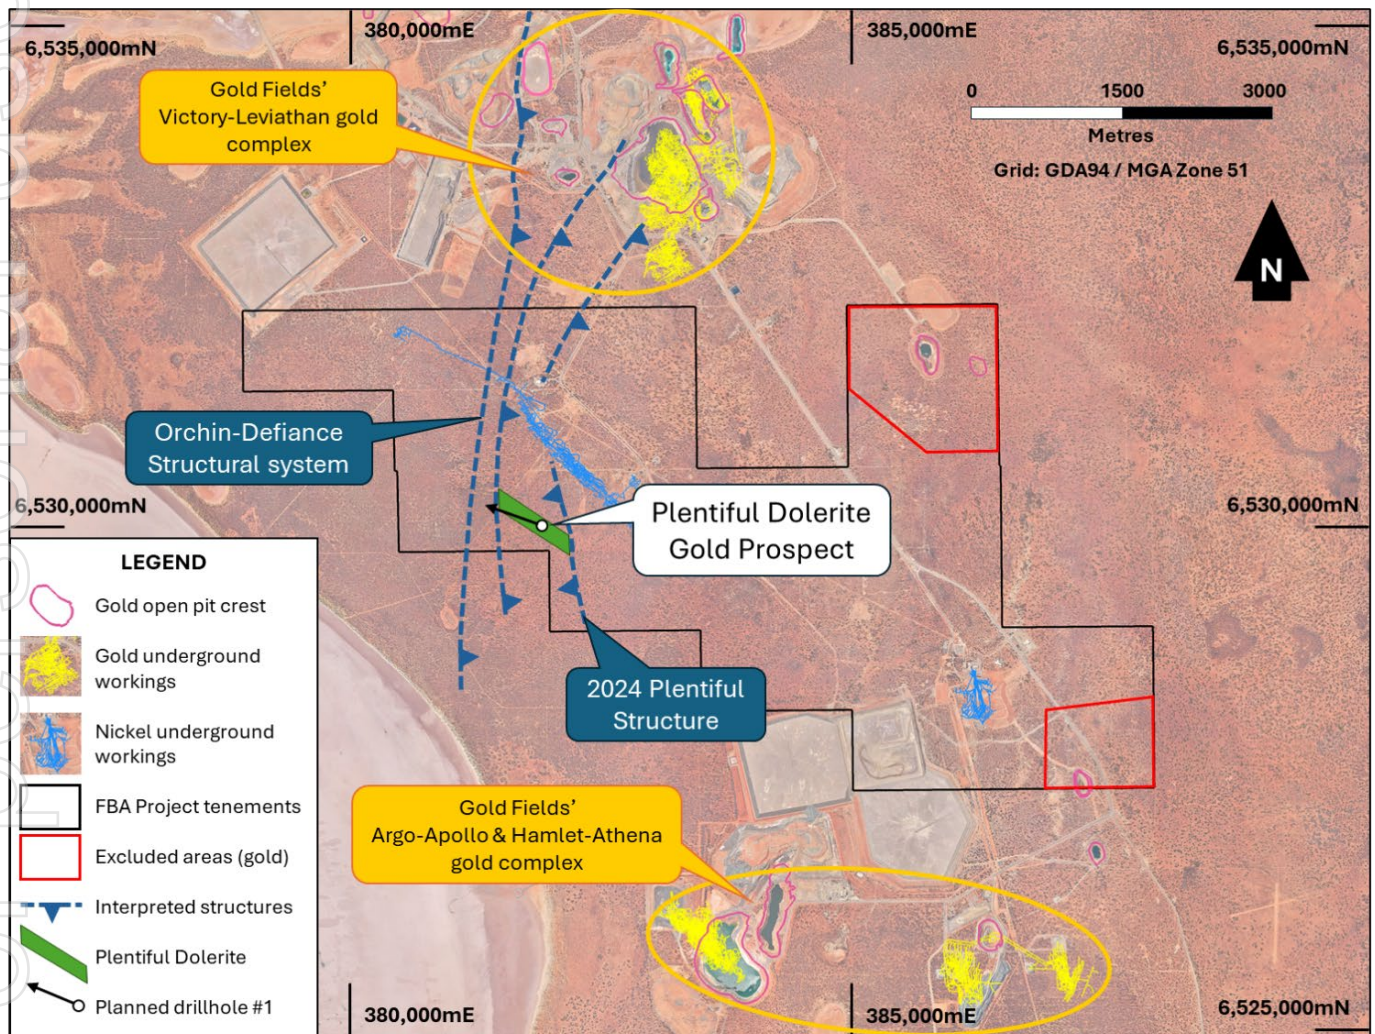 6,535,000mN
380,000mE
385,000mE
6,535,000mN
Gold Fields’
Victory-Leviathan gold
complex
0 1500 3000
Metres
Grid: GDA94 / MGA Zone 51
N
Orchin-Defiance
Structural system
6,530,000mN
Plentiful Dolerite
Gold Prospect
6,530,000mN
2024 Plentiful
Structure
Gold Fields’
Argo-Apollo & Hamlet-Athena
gold complex
LEGEND
Gold open pit crest
Gold underground
workings
Nickel underground
workings
FBA Project tenements
Excluded areas (gold)
Interpreted structures
Plentiful Dolerite
Planned drillhole #1
380,000mE
385,000mE
6,525,000mN